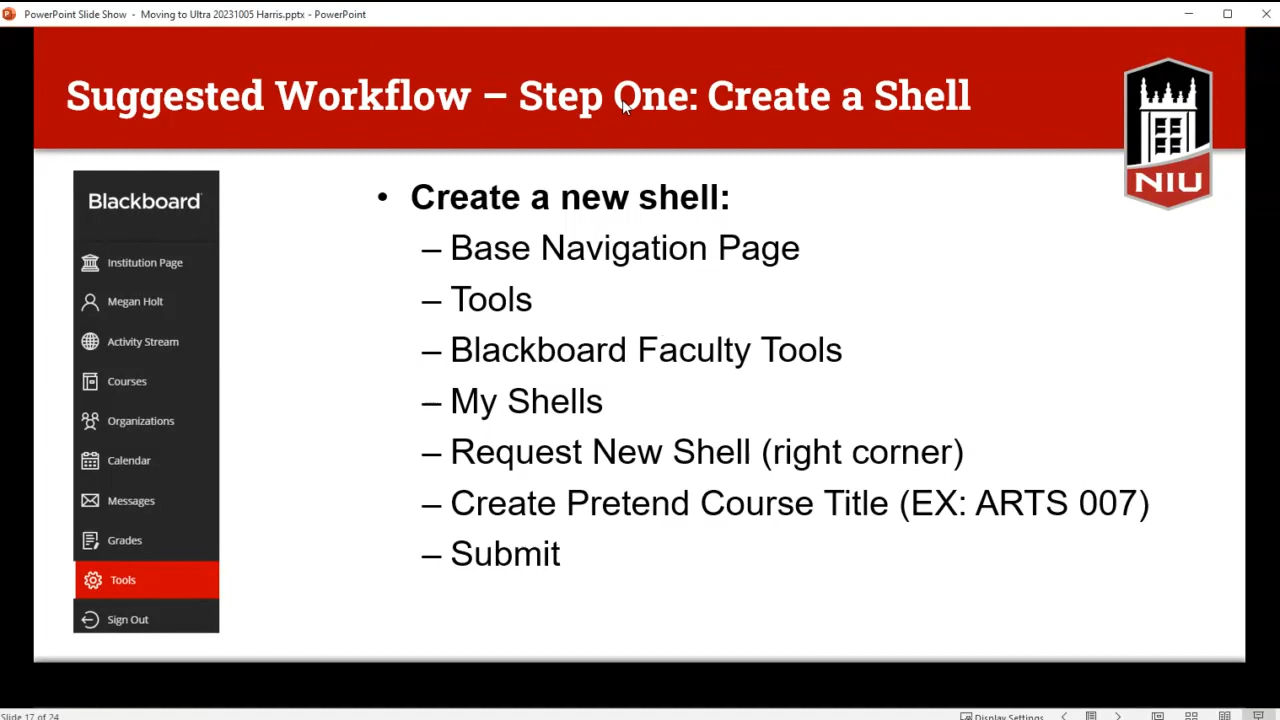 PowerPoint Slide Show - Moving to Ultra 20231005 Harris.pptx - PowerPoint
Suggested Workflow – Step One: Create a Shell
NIU
Blackboard
Institution Page
Megan Holt
Activity Stream
Courses
Organizations
Calendar
Messages
Grades
Tools
Sign Out
• Create a new shell:
– Base Navigation Page
– Tools
– Blackboard Faculty Tools
– My Shells
– Request New Shell (right corner)
– Create Pretend Course Title (EX: ARTS 007)
– Submit
Slide 17 of 24
Display Settings